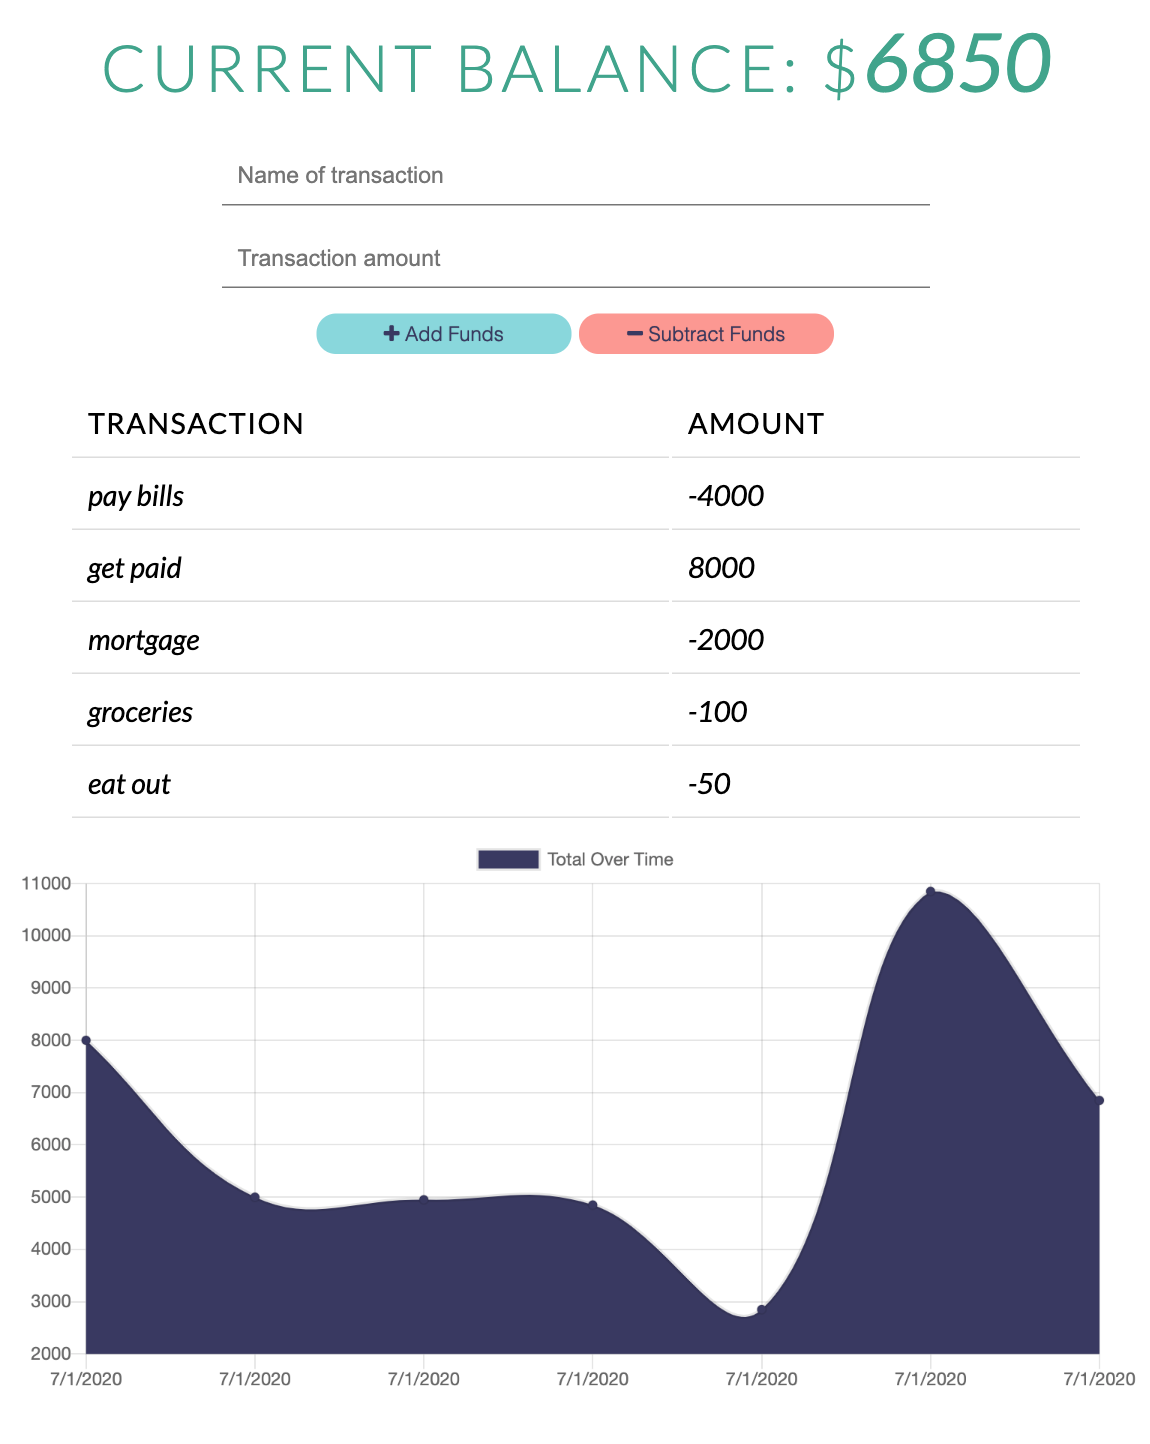 CURRENT BALANCE: $6850
Name of transaction
Transaction amount
Add Funds Subtract Funds
TRANSACTION AMOUNT
pay bills -4000
get paid 8000
mortgage -2000
groceries -100
eat out -50
Total Over Time
11000
10000
9000
8000
7000
6000
5000
4000
3000
2000
7/1/2020 7/1/2020 7/1/2020 7/1/2020 7/1/2020 7/1/2020 7/1/2020